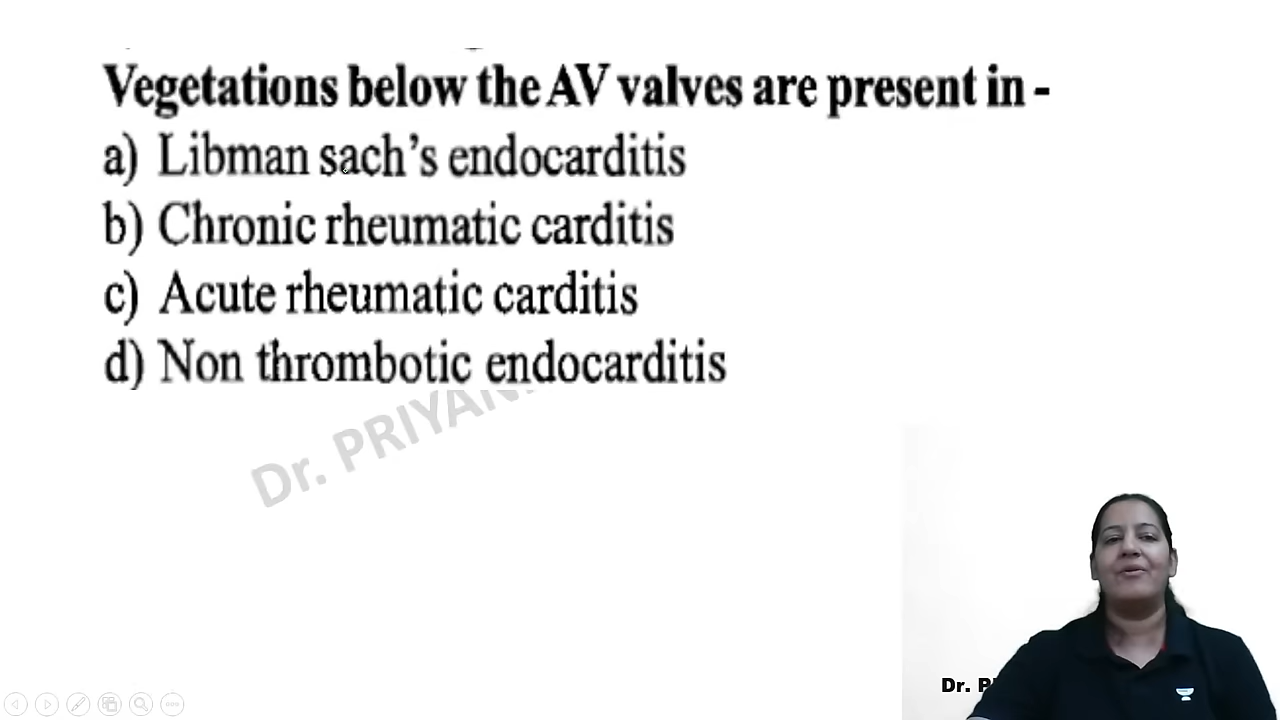 Vegetations below the AV valves are present in -
a) Libman sach's endocarditis
b) Chronic rheumatic carditis
c) Acute rheumatic carditis
d) Non thrombotic endocarditis
Dr.
Dr.